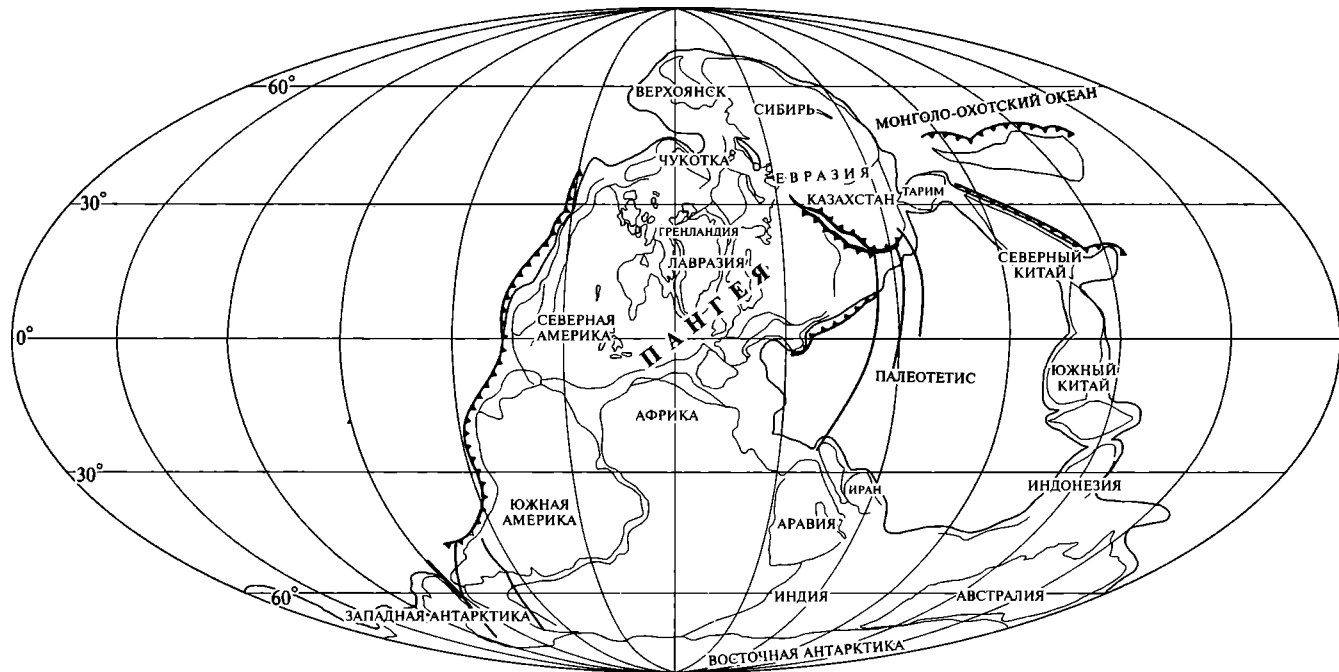 60°
ВЕРХОЯНСК
СИБИРЬ
МОНГОЛО-ОХОТСКИЙ ОКЕАН
ЧУКОТКА
ЕВРАЗИЯ
КАЗАХСТАН
ТАРИМ
30°
ГРЕНЛАНДИЯ
ЛАВРАЗИЯ
СЕВЕРНЫЙ
КИТАЙ
ПАНГЕЯ
СЕВЕРНАЯ
АМЕРИКА
0°
ПАЛЕОТЕТИС
ЮЖНЫЙ
КИТАЙ
АФРИКА
30°
ИРАН
ИНДОНЕЗИЯ
ЮЖНАЯ
АМЕРИКА
АРАВИЯ
60°
ИНДИЯ
АВСТРАЛИЯ
ЗАПАДНАЯ АНТАРКТИКА
ВОСТОЧНАЯ АНТАРКТИКА